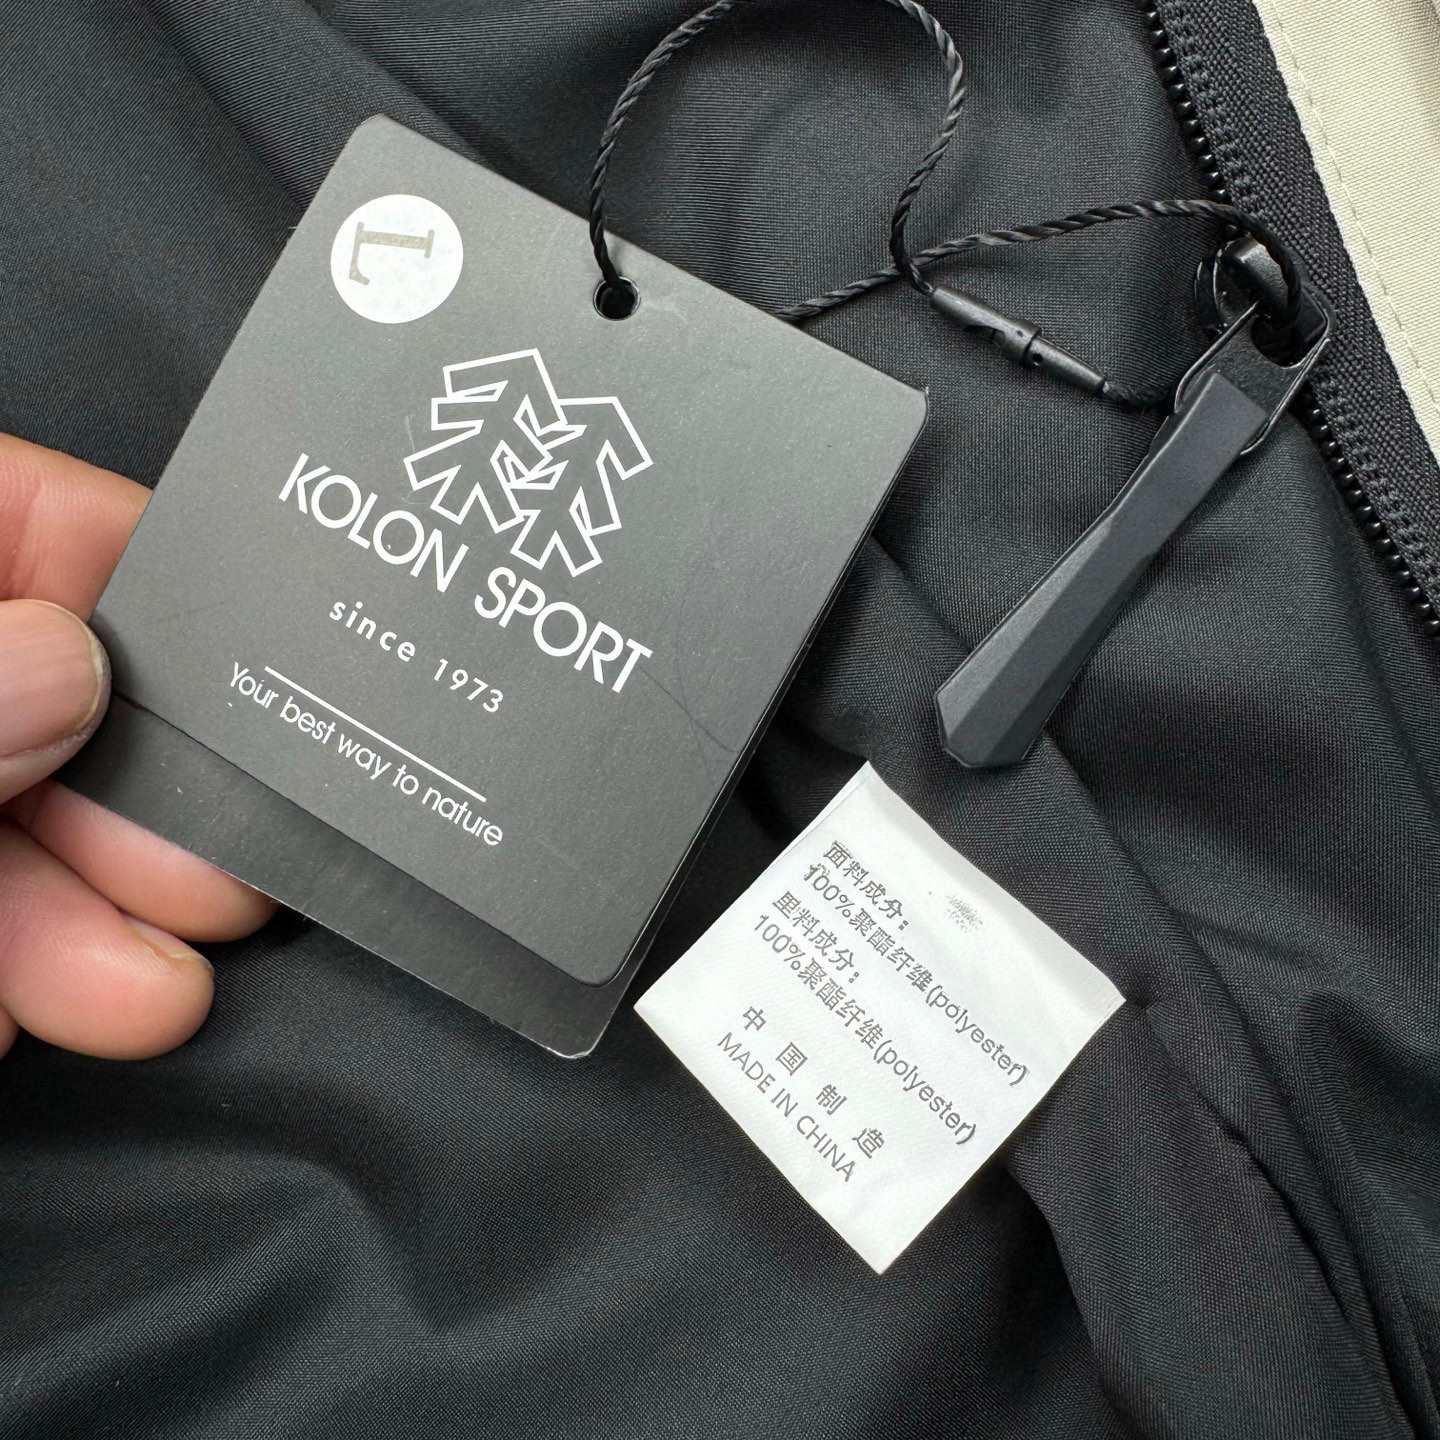 L
KOLON SPORT
since 1973
Your best way to nature
面料成分:
100%聚酯纤维(polyester)
里料成分:
100%聚酯纤维(polyester)
中国制造
MADE IN CHINA